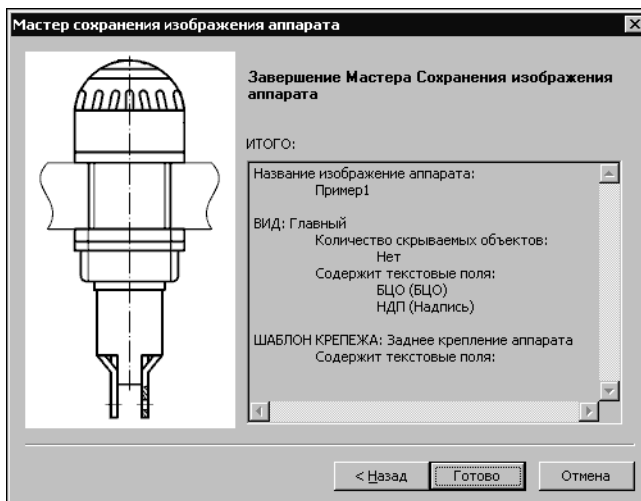 Мастер сохранения изображения аппарата
Завершение Мастера Сохранения изображения
аппарата
ИТОГО:
Название изображение аппарата:
Пример1
ВИД: Главный
Количество скрываемых объектов:
Нет
Содержит текстовые поля:
БЦО (БЦО)
НДП (Надпись)
ШАБЛОН КРЕПЕЖА: Заднее крепление аппарата
Содержит текстовые поля:
< Назад Готово Отмена